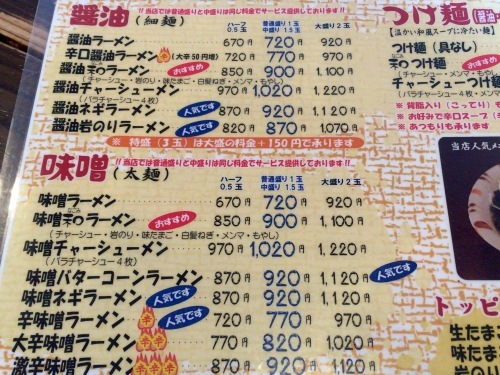 醤油（細麺）
!! 当店では普通盛りと中盛りは同じ料金でサービス提供しております!!
ハーフ 0.5玉 普通盛り1玉 中盛り 1.5玉 大盛り2玉
醤油ラーメン 670円 720円 920円
辛口醤油ラーメン 辛 (大辛50円増) 720円 770円 970円
醤油 ラーメン おすすめ 850円 900円 1,100円
(チャーシュー・岩のり・味たまご・白髪ねぎ・メンマ・もやし)
醤油チャーシューメン 970円 1,020円 1,220円
(バラチャーシュー4枚)
醤油ネギラーメン 人気です 870円 920円 1,120円
醤油岩のりラーメン 人気です 820円 870円 1,070円
※ 特盛（3玉）は大盛の料金＋150円で承ります
味噌（太麺）
!! 当店では普通盛りと中盛りは同じ料金でサービス提供しております!!
ハーフ 0.5玉 普通盛り 1玉 中盛り 1.5玉 大盛り 2玉
味噌ラーメン 670円 720円 920円
味噌 ラーメン おすすめ 850円 900円 1,100円
(チャーシュー・岩のり・味たまご・白髪ねぎ・メンマ・もやし)
味噌チャーシューメン 970円 1,020円 1,220円
(バラチャーシュー4枚)
味噌バターコーンラーメン 870円 920円 1,120円 人気です
味噌ネギラーメン 人気です 870円 920円 1,120円
辛味噌ラーメン 辛 人気です 720円 770円 970円
大辛味噌ラーメン 辛辛 770円 820円 1,020円
激辛味噌ラーメン 辛辛辛 870円 920円 1,120円
つけ麺（醤油
【温かい和風スープに冷たい麺】
つけ麺（具なし）
つけ麺 おすすめ
(チャーシュー・メンマ・
チャーシューつけ麺
(バラチャーシュー4枚)
※ 背脂入り（こってり）
※ お好みで辛口スープ
※ あつもりも承ります
当店人気メ
トッピ
生たまご
味たまご
岩のり